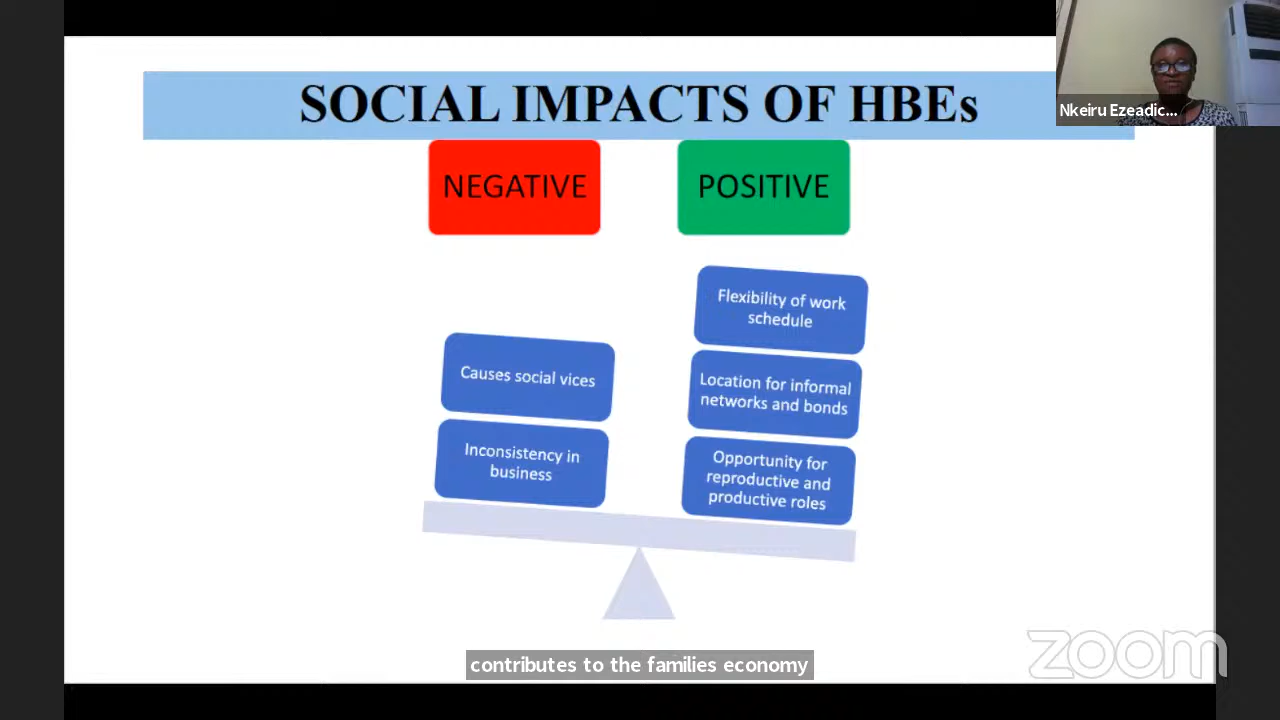 SOCIAL IMPACTS OF HBEs
Nkeiru Ezeadic...
NEGATIVE
POSITIVE
Causes social vices
Inconsistency in
business
Flexibility of work
schedule
Location for informal
networks and bonds
Opportunity for
reproductive and
productive roles
contributes to the families economy
zoom